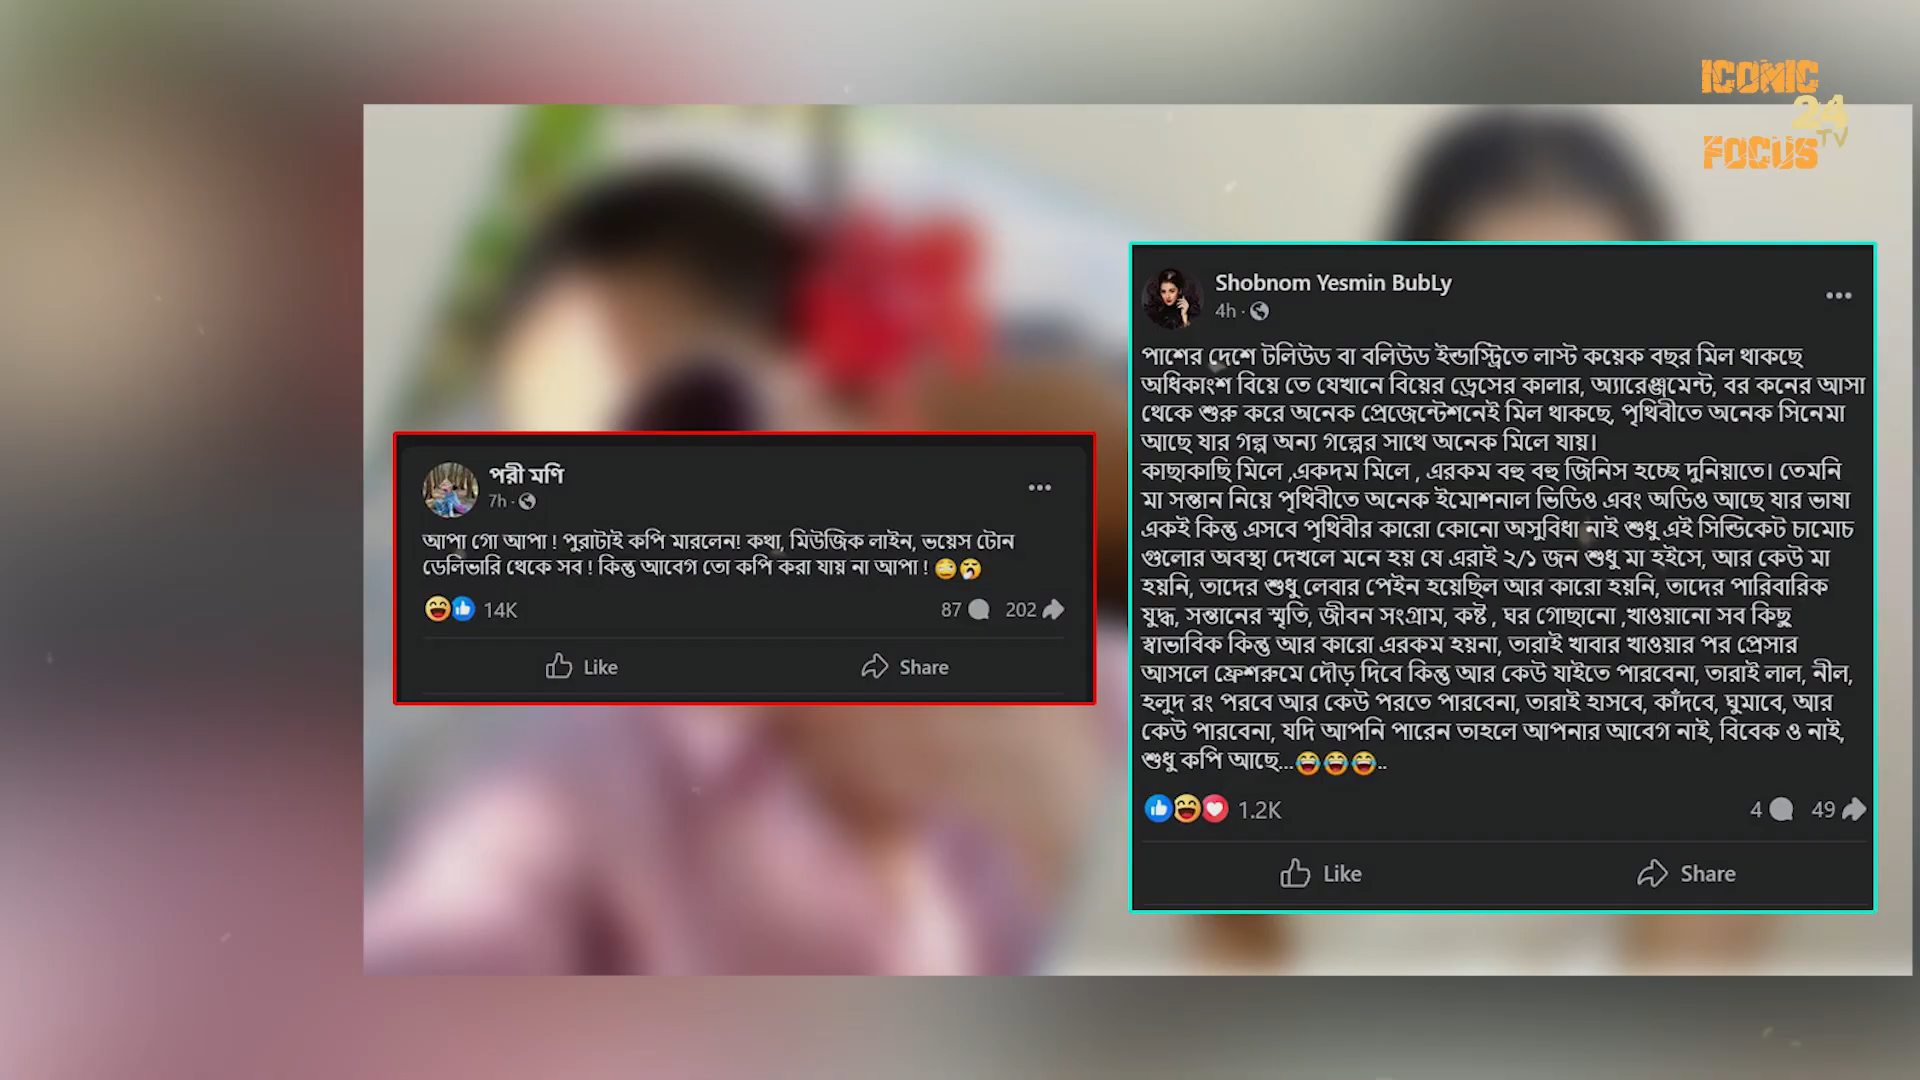 ICONIC
24
TV
FOCUS
পরী মণি
7h ·
আপা গো আপা ! পুরাটাই কপি মারলেন! কথা, মিউজিক লাইন, ভয়েস টোন
ডেলিভারি থেকে সব ! কিন্তু আবেগ তো কপি করা যায় না আপা ! 😳🥱
14K
87 202
Like Share
Shobnom Yesmin BubLy
4h ·
পাশের দেশে টলিউড বা বলিউড ইন্ডাস্ট্রিতে লাস্ট কয়েক বছর মিল থাকছে
অধিকাংশ বিয়ে তে যেখানে বিয়ের ড্রেসের কালার, অ্যারেঞ্জমেন্ট, বর কনের আসা
থেকে শুরু করে অনেক প্রেজেন্টেশনেই মিল থাকছে, পৃথিবীতে অনেক সিনেমা
আছে যার গল্প অন্য গল্পের সাথে অনেক মিলে যায়।
কাছাকাছি মিলে ,একদম মিলে , এরকম বহু বহু জিনিস হচ্ছে দুনিয়াতে। তেমনি
মা সন্তান নিয়ে পৃথিবীতে অনেক ইমোশনাল ভিডিও এবং অডিও আছে যার ভাষা
একই কিন্তু এসবে পৃথিবীর কারো কোনো অসুবিধা নাই শুধু এই সিন্ডিকেট চামোচ
গুলোর অবস্থা দেখলে মনে হয় যে এরাই ২/১ জন শুধু মা হইসে, আর কেউ মা
হয়নি, তাদের শুধু লেবার পেইন হয়েছিল আর কারো হয়নি, তাদের পারিবারিক
যুদ্ধ, সন্তানের স্মৃতি, জীবন সংগ্রাম, কষ্ট , ঘর গোছানো ,খাওয়ানো সব কিছু
স্বাভাবিক কিন্তু আর কারো এরকম হয়না, তারাই খাবার খাওয়ার পর প্রেসার
আসলে ফ্রেশরুমে দৌড় দিবে কিন্তু আর কেউ যাইতে পারবেনা, তারাই লাল, নীল,
হলুদ রং পরবে আর কেউ পরতে পারবেনা, তারাই হাসবে, কাঁদবে, ঘুমাবে, আর
কেউ পারবেনা, যদি আপনি পারেন তাহলে আপনার আবেগ নাই, বিবেক ও নাই,
শুধু কপি আছে...😂😂😂..
1.2K
4 49
Like Share